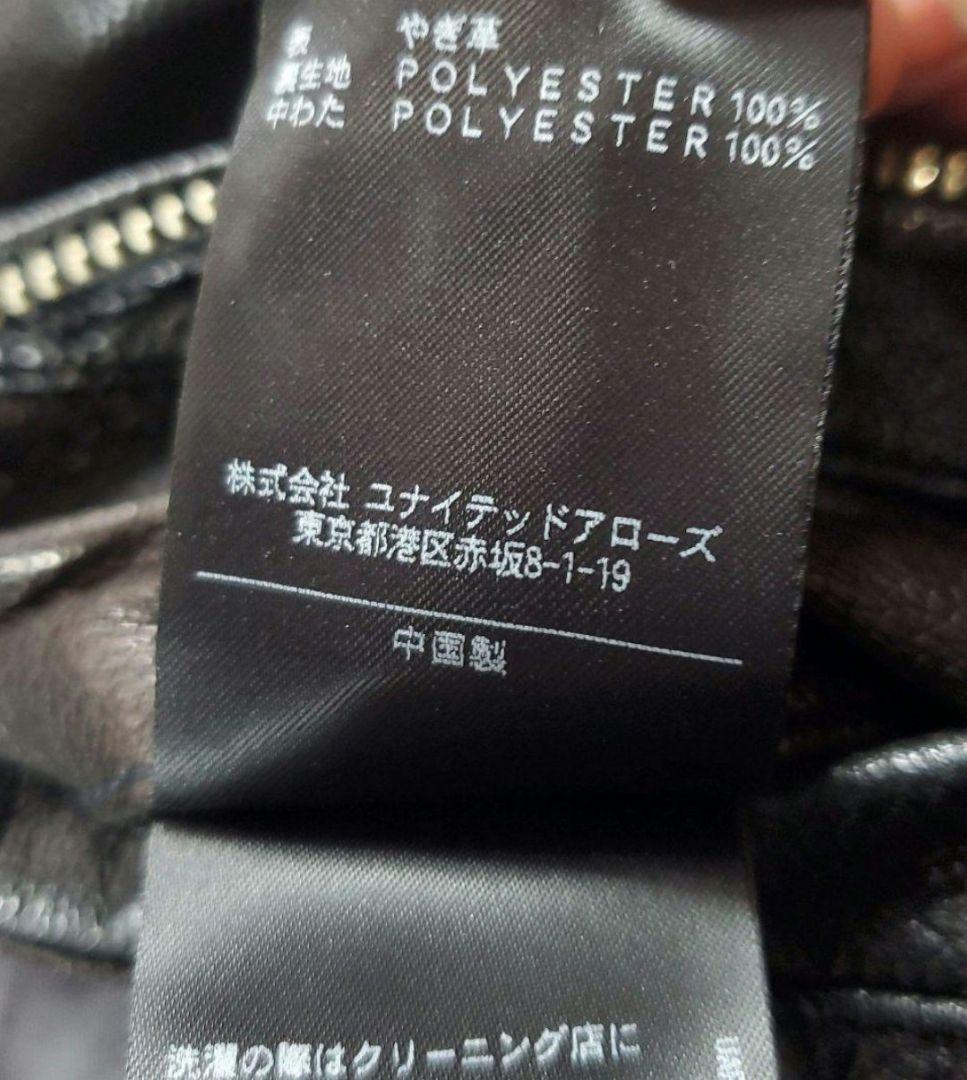 表 やぎ革
裏生地 POLYESTER 100%
中わた POLYESTER 100%
株式会社 ユナイテッドアローズ
東京都港区赤坂8-1-19
中国製
洗濯の際はクリーニング店に